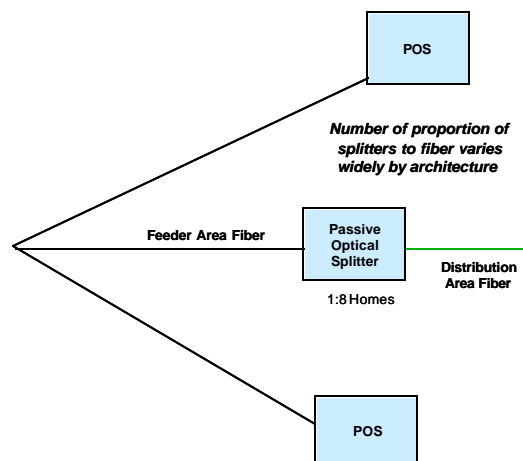 POS
Number of proportion of
splitters to fiber varies
widely by architecture
Feeder Area Fiber
Passive
Optical
Splitter
Distribution
Area Fiber
1:8 Homes
POS